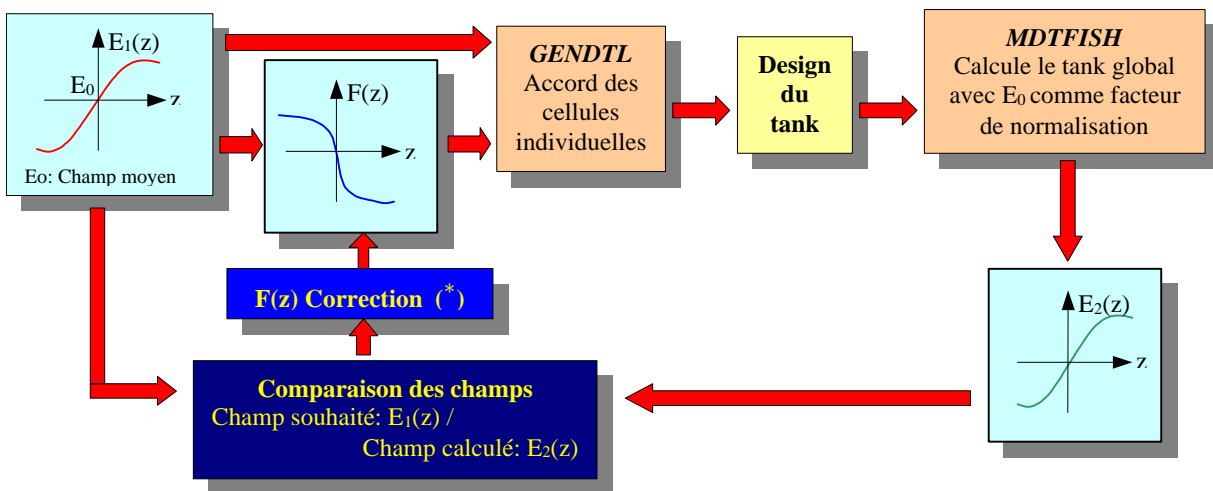 E₁(z)
E₀
z
Eo: Champ moyen
F(z)
z
GENDTL
Accord des
cellules
individuelles
Design
du
tank
MDTFISH
Calcule le tank global
avec E₀ comme facteur
de normalisation
F(z) Correction (*)
E₂(z)
z
Comparaison des champs
Champ souhaité: E₁(z) /
Champ calculé: E₂(z)